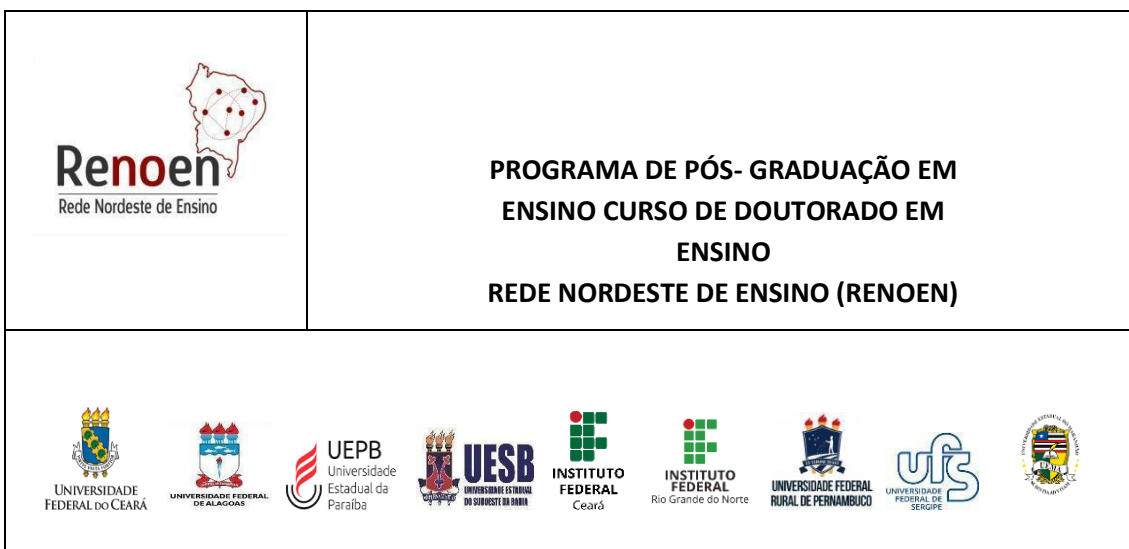 Renoen
Rede Nordeste de Ensino
PROGRAMA DE PÓS- GRADUAÇÃO EM
ENSINO CURSO DE DOUTORADO EM
ENSINO
REDE NORDESTE DE ENSINO (RENOEN)
UNIVERSIDADE
FEDERAL DO CEARÁ
UNIVERSIDADE FEDERAL
DE ALAGOAS
UEPB
Universidade
Estadual da
Paraíba
UESB
UNIVERSIDADE ESTADUAL
DO SUDOESTE DA BAHIA
INSTITUTO
FEDERAL
Ceará
INSTITUTO
FEDERAL
Rio Grande do Norte
UNIVERSIDADE FEDERAL
RURAL DE PERNAMBUCO
ufs
UNIVERSIDADE
FEDERAL DE
SERGIPE